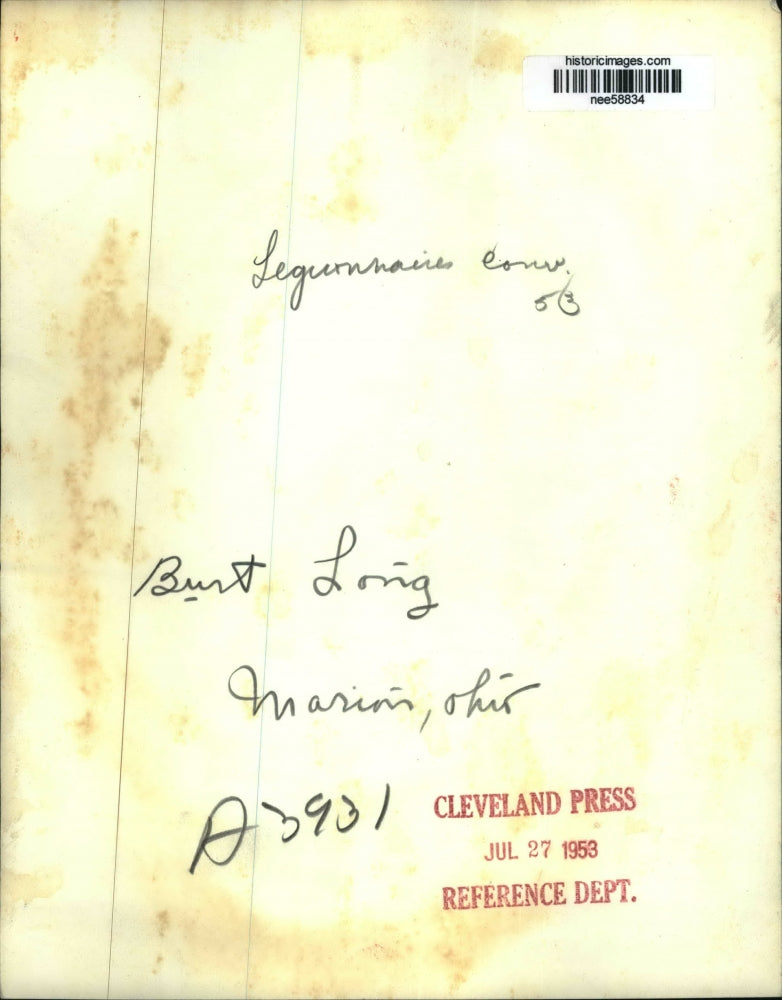 historicimages.com
nee58834
Legionnaires Conv.
53
Burt Long
Marion, Ohio
A3931
CLEVELAND PRESS
JUL 27 1953
REFERENCE DEPT.